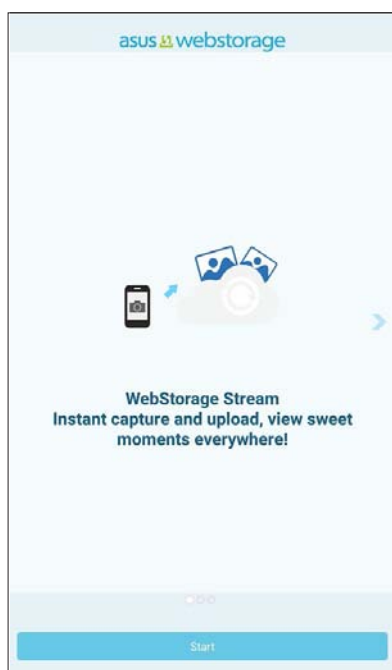 asus webstorage
WebStorage Stream
Instant capture and upload, view sweet
moments everywhere!
Start